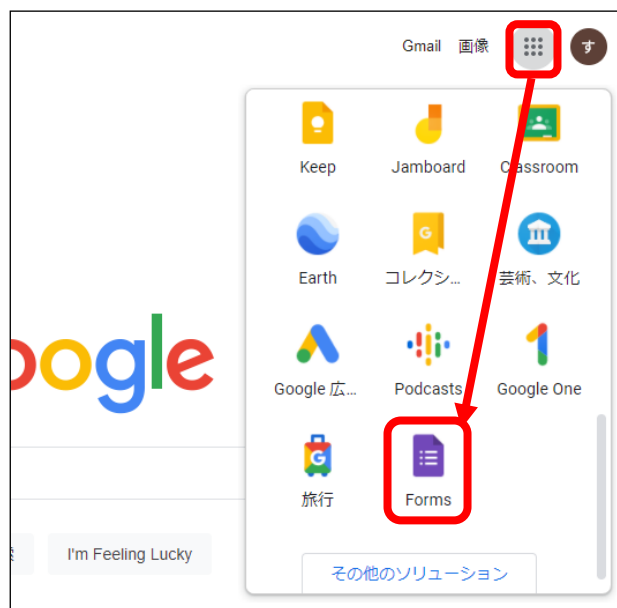 Gmail 画像 す
Keep Jamboard Classroom
Earth コレクシ... 芸術、文化
oogle
Google 広... Podcasts Google One
旅行 Forms
I'm Feeling Lucky
その他のソリューション